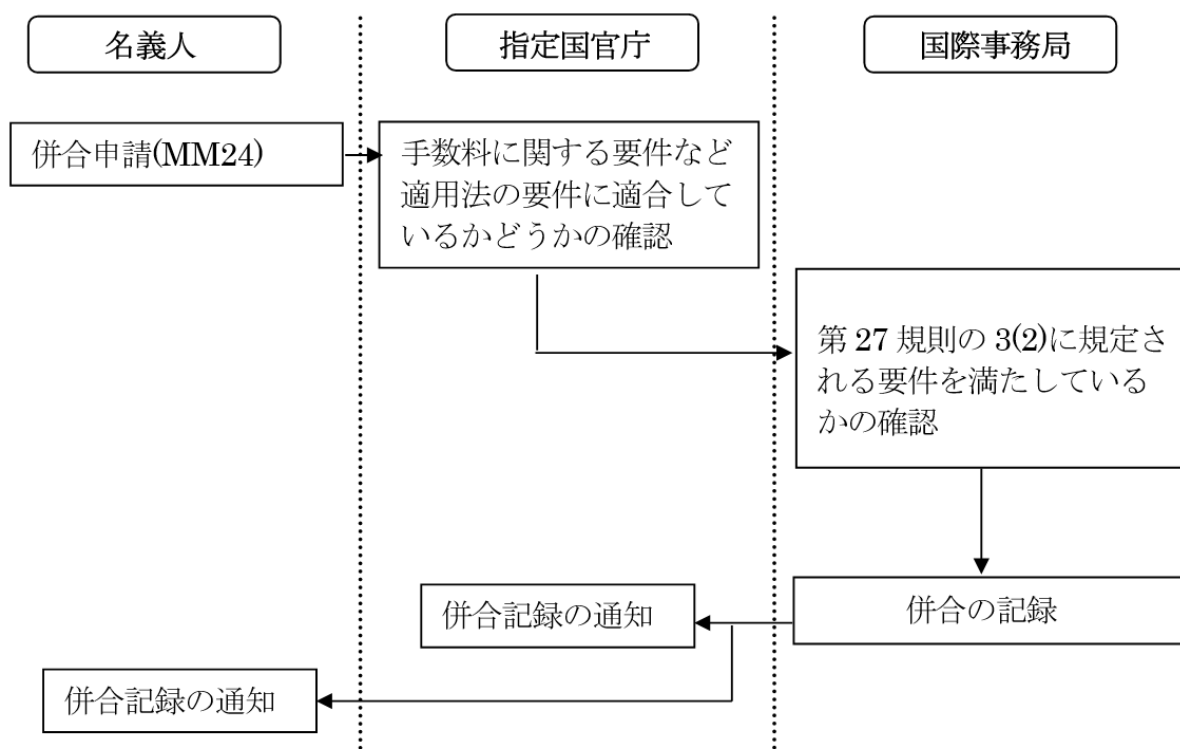 名義人
指定国官庁
国際事務局
併合申請(MM24)
手数料に関する要件など
適用法の要件に適合して
いるかどうかの確認
第 27 規則の 3(2)に規定さ
れる要件を満たしている
かの確認
併合の記録
併合記録の通知
併合記録の通知